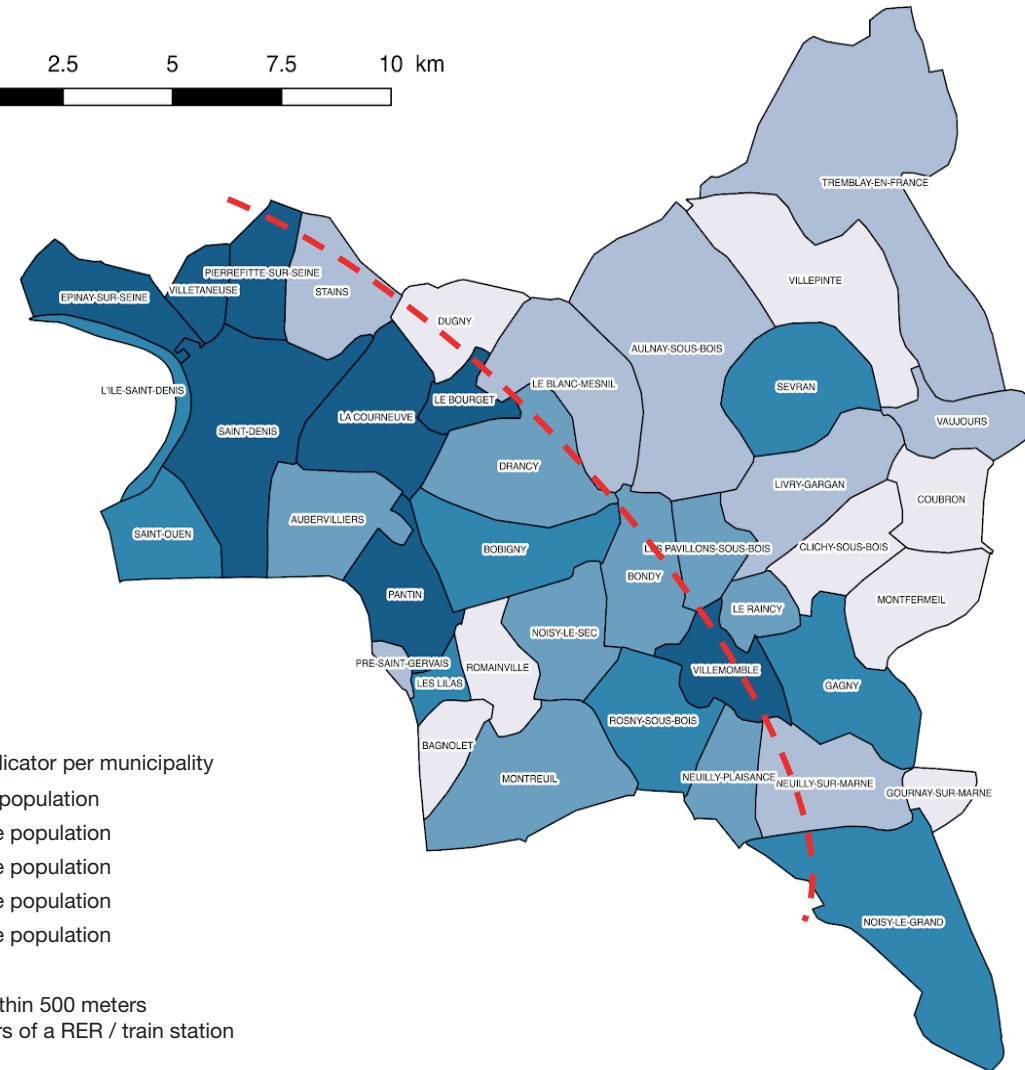 2.5 5 7.5 10 km
TREMBLAY-EN-FRANCE
PIERREFITTE-SUR-SEINE
VILLEPINTE
VILLETANEUSE
STAINS
EPINAY-SUR-SEINE
DUGNY
AULNAY-SOUS-BOIS
LE BLANC-MESNIL
SEVRAN
L'ILE-SAINT-DENIS
LE BOURGET
LA COURNEUVE
VAUJOURS
SAINT-DENIS
DRANCY
LIVRY-GARGAN
COUBRON
AUBERVILLIERS
SAINT-OUEN
BOBIGNY
LES PAVILLONS-SOUS-BOIS
CLICHY-SOUS-BOIS
BONDY
PANTIN
MONTFERMEIL
LE RAINCY
NOISY-LE-SEC
PRE-SAINT-GERVAIS
ROMAINVILLE
VILLEMOMBLE
LES LILAS
GAGNY
ROSNY-SOUS-BOIS
BAGNOLET
MONTREUIL
NEUILLY-PLAISANCE
NEUILLY-SUR-MARNE
GOURNAY-SUR-MARNE
NOISY-LE-GRAND
dicator per municipality
population
e population
e population
e population
e population
thin 500 meters
rs of a RER / train station